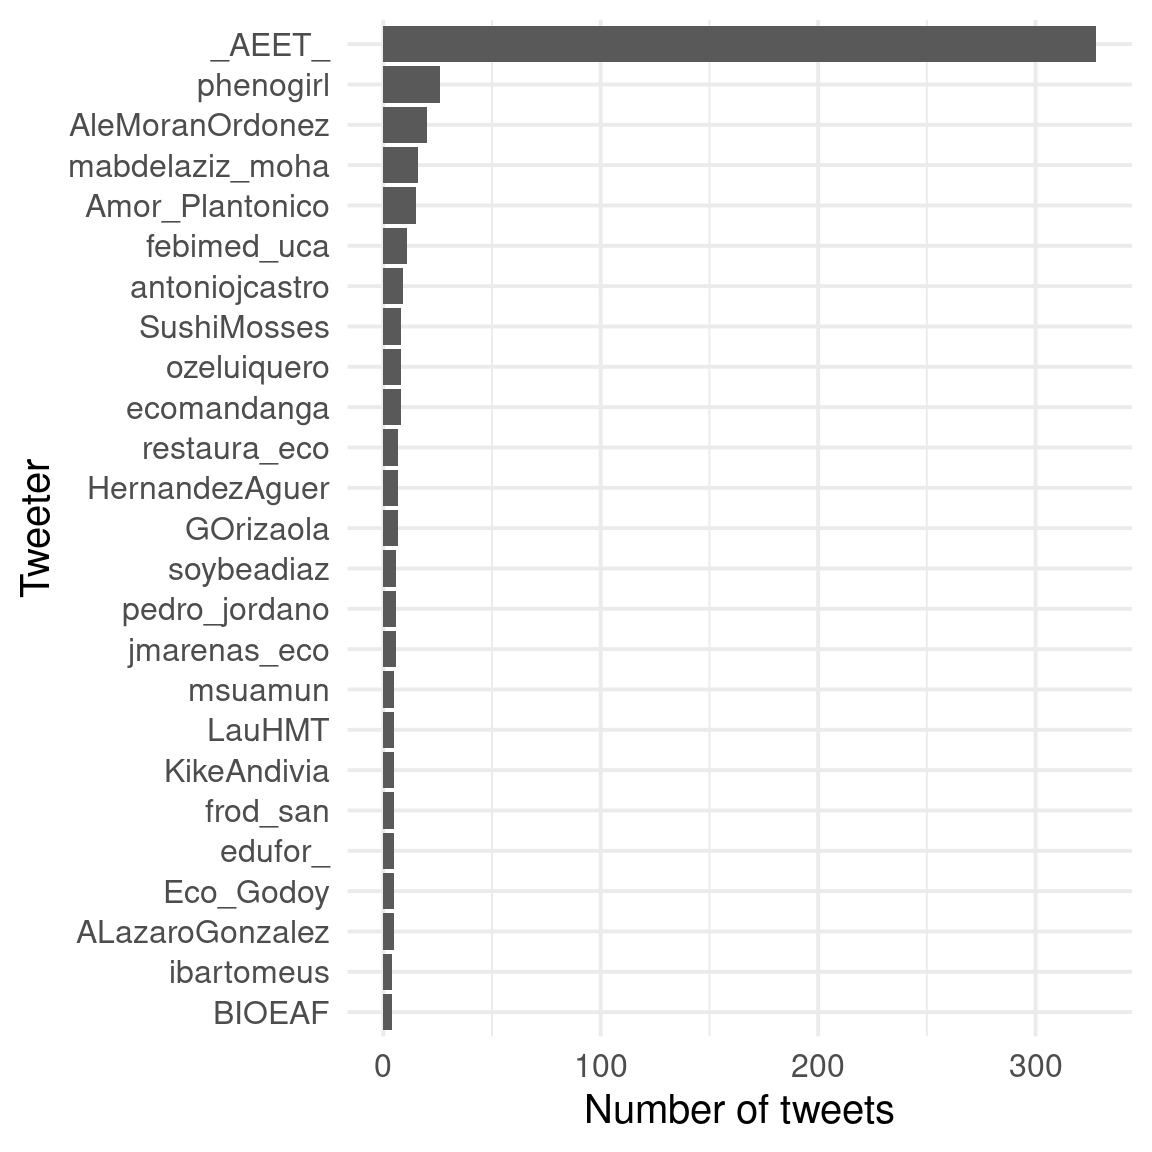 _AEET_
phenogirl
AleMoranOrdonez
mabdelaziz_moha
Amor_Plantonico
febimed_uca
antoniojcastro
SushiMosses
ozeluiquero
ecomandanga
restaura_eco
HernandezAguer
GOrizaola
soybeadiaz
pedro_jordano
jmarenas_eco
msuamun
LauHMT
KikeAndivia
frod_san
edufor_
Eco_Godoy
ALazaroGonzalez
ibartomeus
BIOEAF
Tweeter
0 100 200 300
Number of tweets